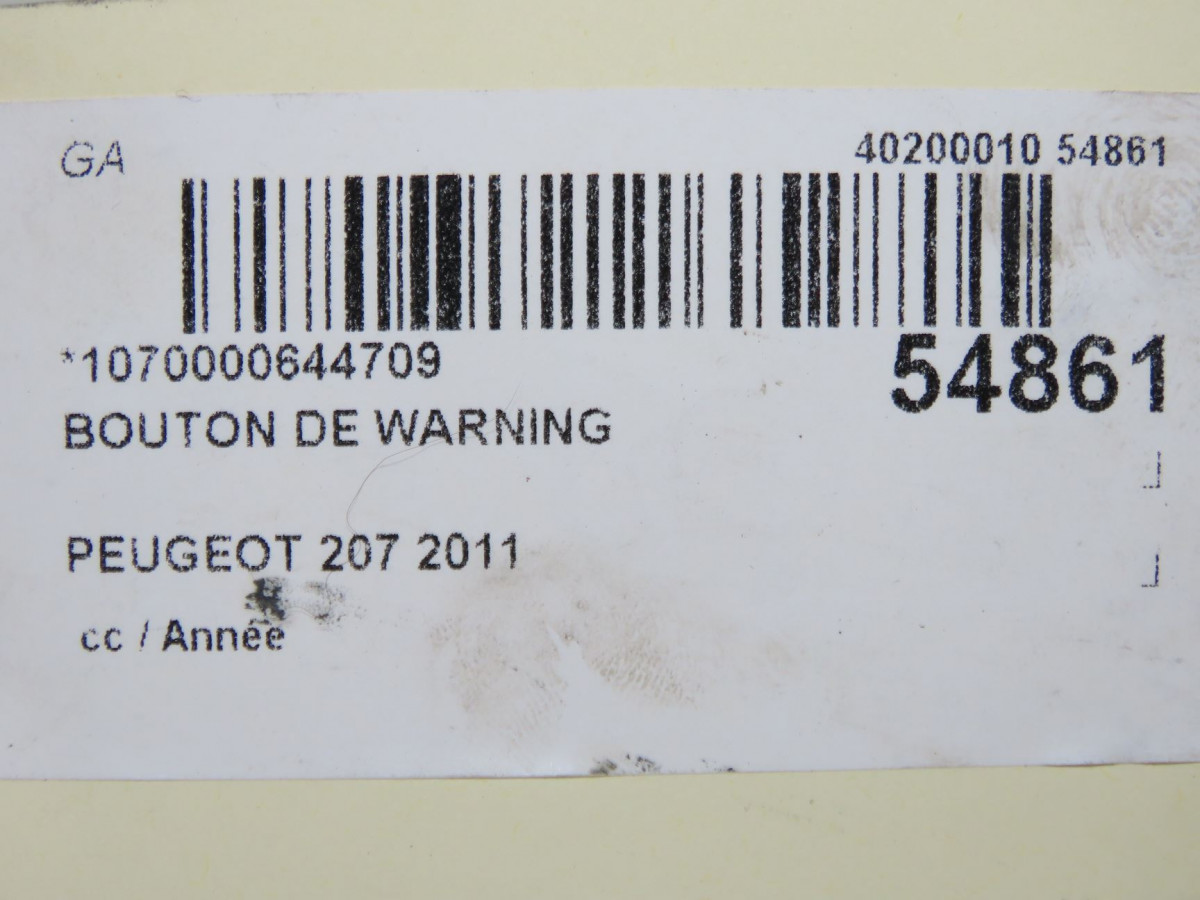 GA
40200010 54861
*1070000644709
54861
BOUTON DE WARNING
PEUGEOT 207 2011
cc / Année